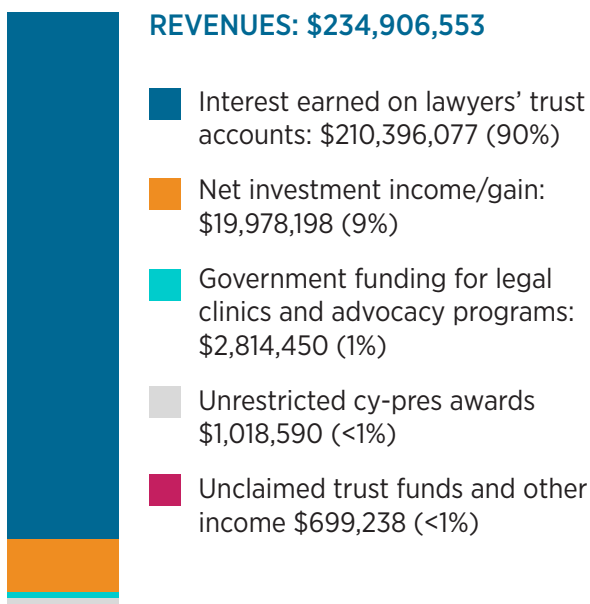 REVENUES: $234,906,553
Interest earned on lawyers’ trust
accounts: $210,396,077 (90%)
Net investment income/gain:
$19,978,198 (9%)
Government funding for legal
clinics and advocacy programs:
$2,814,450 (1%)
Unrestricted cy-pres awards
$1,018,590 (<1%)
Unclaimed trust funds and other
income $699,238 (<1%)